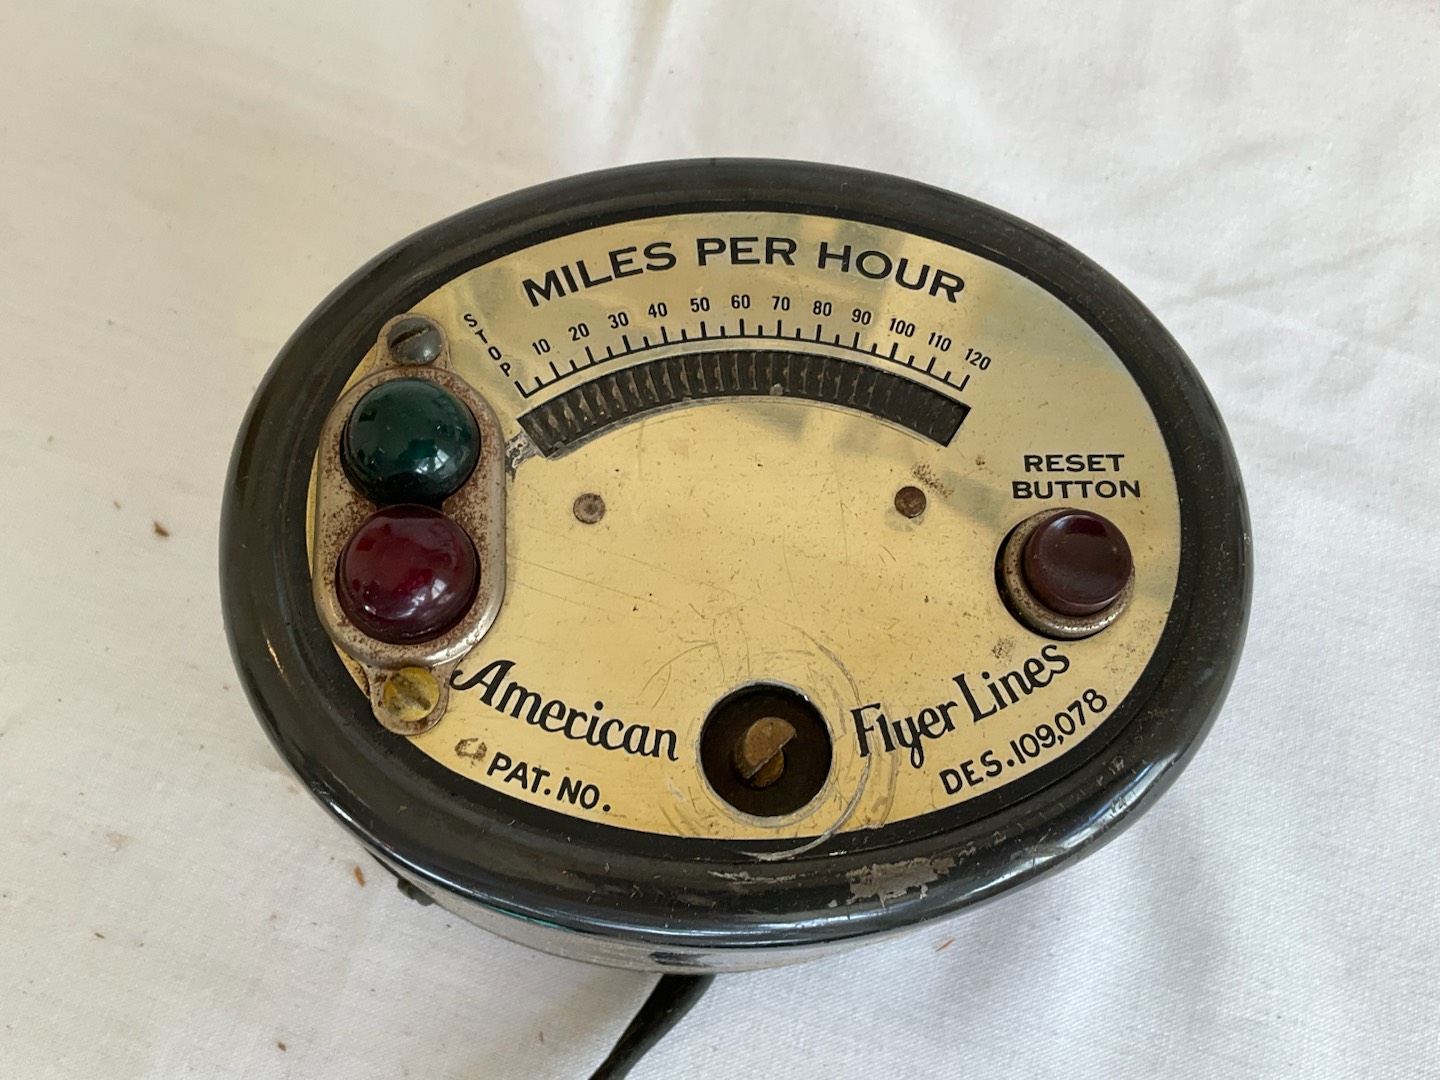 MILES PER HOUR
STOP 10 20 30 40 50 60 70 80 90 100 110 120
RESET
BUTTON
American Flyer Lines
PAT. NO. DES. 109,078